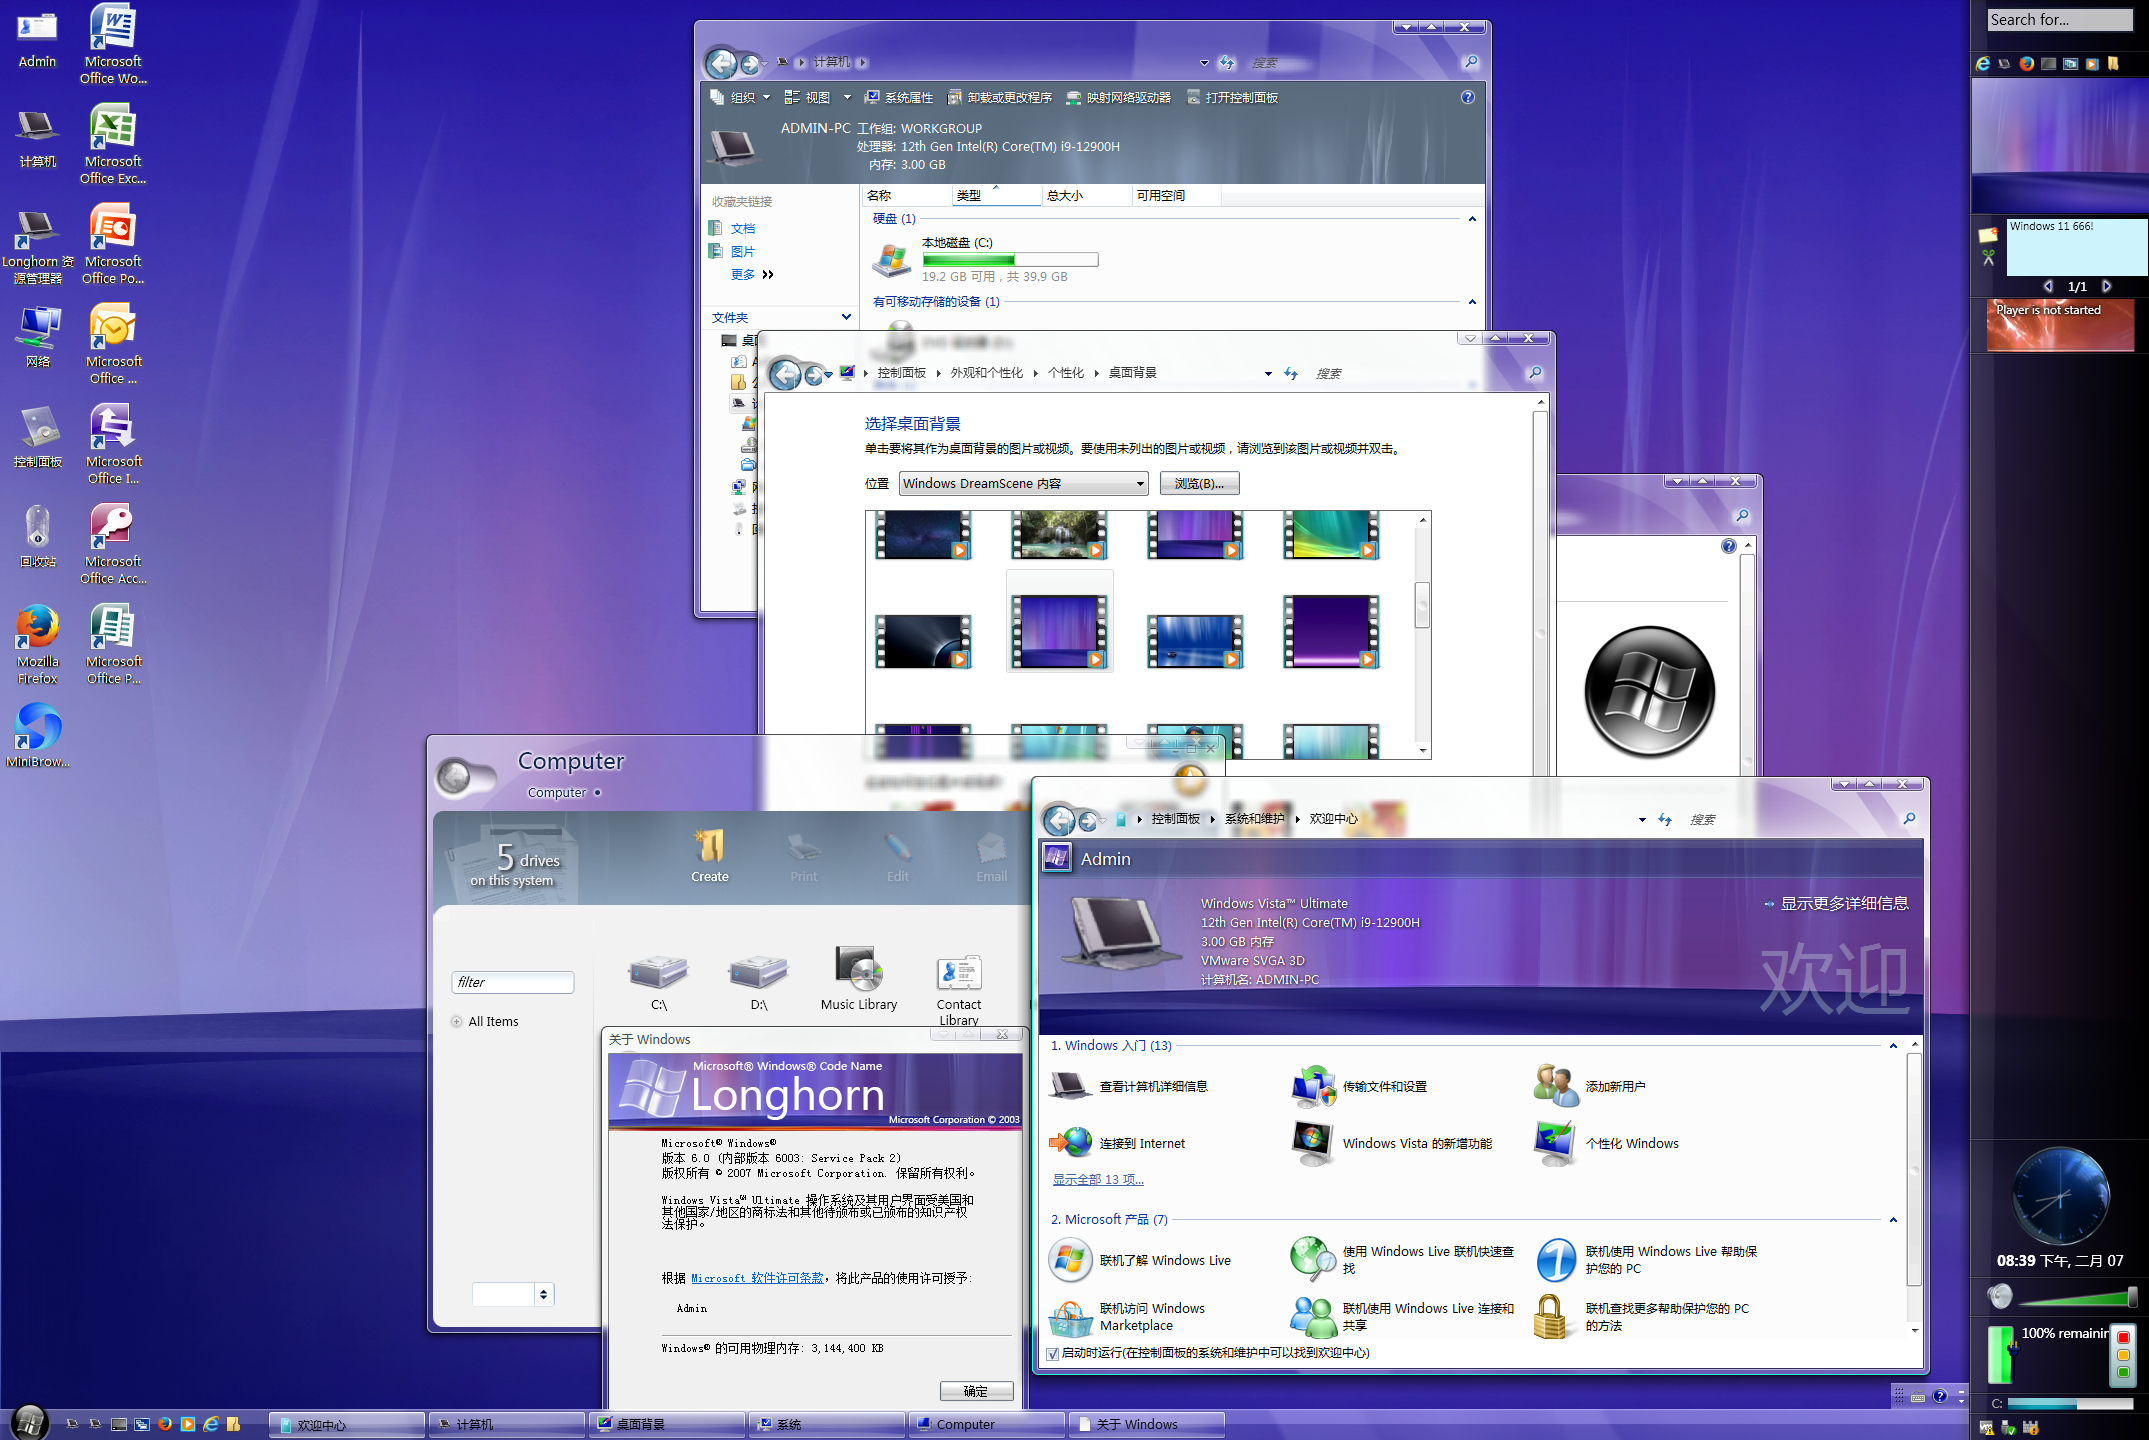 Admin
Microsoft
Office Wo...
计算机
Microsoft
Office Exc...
Longhorn 资
源管理器
Microsoft
Office Po...
网络
Microsoft
Office ...
控制面板
Microsoft
Office I...
回收站
Microsoft
Office Acc...
Mozilla
Firefox
Microsoft
Office P...
MiniBrow...
计算机
搜索
组织
视图
系统属性
卸载或更改程序
映射网络驱动器
打开控制面板
ADMIN-PC 工作组: WORKGROUP
处理器: 12th Gen Intel(R) Core(TM) i9-12900H
内存: 3.00 GB
收藏夹链接
文档
图片
更多
文件夹
名称
类型
总大小
可用空间
硬盘 (1)
本地磁盘 (C:)
19.2 GB 可用 , 共 39.9 GB
有可移动存储的设备 (1)
控制面板
外观和个性化
个性化
桌面背景
搜索
选择桌面背景
单击要将其作为桌面背景的图片或视频。要使用未列出的图片或视频，请浏览到该图片或视频并双击。
位置
Windows DreamScene 内容
浏览(B)...
Computer
Computer
5 drives
on this system
Create
Print
Edit
Email
filter
All Items
C:\
D:\
Music Library
Contact
Library
关于 Windows
Microsoft® Windows® Code Name
Longhorn
Microsoft Corporation © 2003
Microsoft® Windows®
版本 6.0 (内部版本 6003: Service Pack 2)
版权所有 © 2007 Microsoft Corporation. 保留所有权利。
Windows Vista™ Ultimate 操作系统及其用户界面受美国和
其他国家/地区的商标法和其他待颁布或已颁布的知识产权
法保护。
根据 Microsoft 软件许可条款，将此产品的使用许可授予:
Admin
Windows® 的可用物理内存: 3,144,400 KB
确定
控制面板
系统和维护
欢迎中心
搜索
Admin
Windows Vista™ Ultimate
12th Gen Intel(R) Core(TM) i9-12900H
3.00 GB 内存
VMware SVGA 3D
计算机名: ADMIN-PC
显示更多详细信息
欢迎
1. Windows 入门 (13)
查看计算机详细信息
传输文件和设置
添加新用户
连接到 Internet
Windows Vista 的新增功能
个性化 Windows
显示全部 13 项...
2. Microsoft 产品 (7)
联机了解 Windows Live
使用 Windows Live 联机快速查
找
联机使用 Windows Live 帮助保
护您的 PC
联机访问 Windows
Marketplace
联机使用 Windows Live 连接和
共享
联机查找更多帮助保护您的 PC
的方法
启动时运行(在控制面板的系统和维护中可以找到欢迎中心)
Search for...
Windows 11 666!
1/1
Player is not started
08:39 下午, 二月 07
100% remainin
C:
欢迎中心
计算机
桌面背景
系统
Computer
关于 Windows